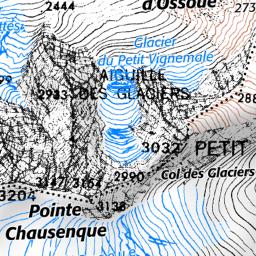 2444
d'Ossoue
Glacier
du Petit Vignemale
AIGUILLE
DES GLACIERS
3032
PETIT
Col des Glaciers
2990
3204
Pointe
Chausenque
3138